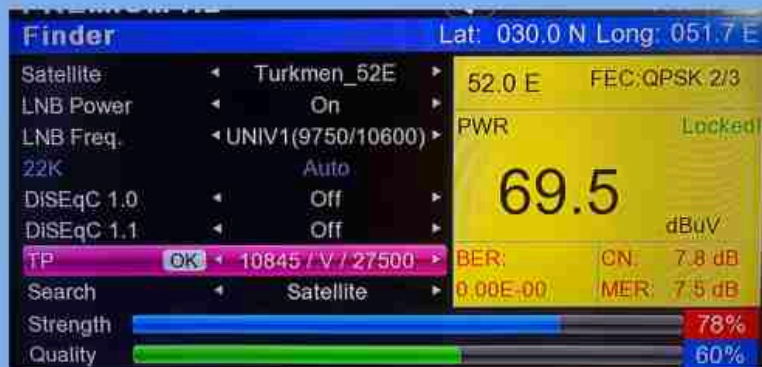 Finder
Lat: 030.0 N Long: 051.7 E
Satellite Turkmen_52E
LNB Power On
LNB Freq. UNIV1(9750/10600)
22K Auto
DiSEqC 1.0 Off
DiSEqC 1.1 Off
TP OK 10845 / V / 27500
Search Satellite
Strength 78%
Quality 60%
52.0 E FEC:QPSK 2/3
PWR Locked!
69.5
dBuV
BER: CN: 7.8 dB
0.00E-00 MER: 7.5 dB